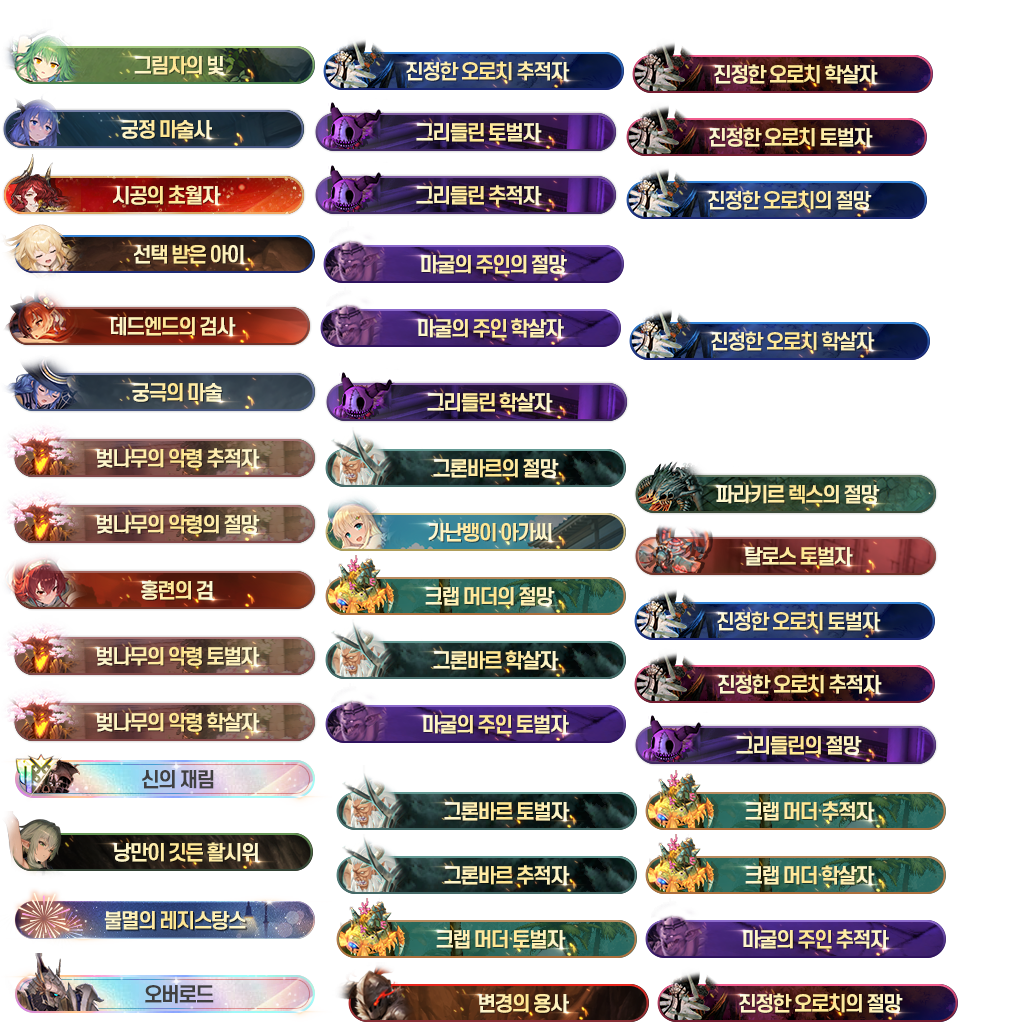 그림자의 빛
궁정 마술사
시공의 초월자
선택 받은 아이
데드엔드의 검사
궁극의 마술
벚나무의 악령 추적자
벚나무의 악령의 절망
홍련의 검
벚나무의 악령 토벌자
벚나무의 악령 학살자
신의 재림
낭만이 깃든 활시위
불멸의 레지스탕스
오버로드
진정한 오로치 추적자
그리들린 토벌자
그리들린 추적자
마굴의 주인의 절망
마굴의 주인 학살자
그리들린 학살자
그론바르의 절망
가난뱅이 아가씨
크랩 머더의 절망
그론바르 학살자
마굴의 주인 토벌자
그론바르 토벌자
그론바르 추적자
크랩 머더 토벌자
변경의 용사
진정한 오로치 학살자
진정한 오로치 토벌자
진정한 오로치의 절망
진정한 오로치 학살자
파라키르 렉스의 절망
탈로스 토벌자
진정한 오로치 토벌자
진정한 오로치 추적자
그리들린의 절망
크랩 머더 추적자
크랩 머더 학살자
마굴의 주인 추적자
진정한 오로치의 절망